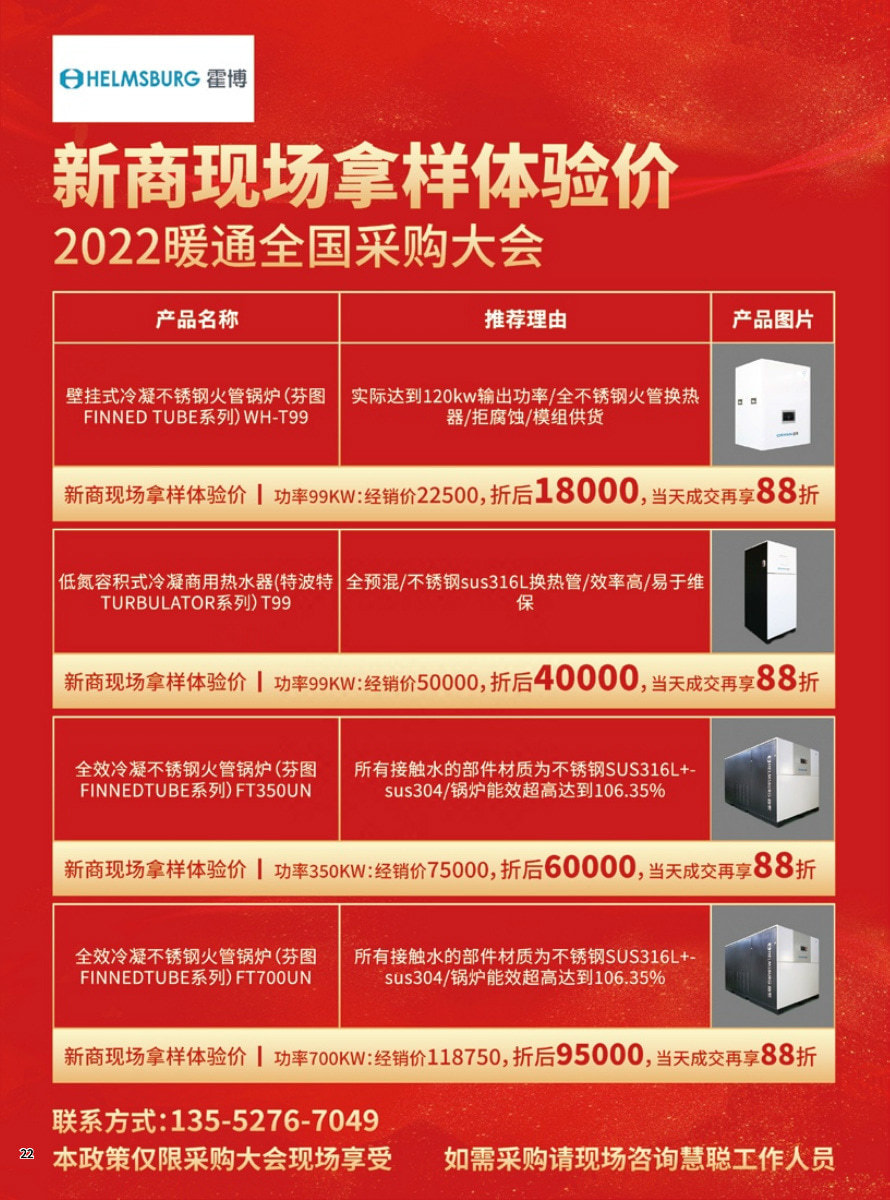 HELMSBURG 霍博
新商现场拿样体验价
2022暖通全国采购大会
产品名称
推荐理由
产品图片
壁挂式冷凝不锈钢火管锅炉(芬图
FINNED TUBE系列)WH-T99
实际达到120kw输出功率/全不锈钢火管换热
器/拒腐蚀/模组供货
新商现场拿样体验价 | 功率99KW:经销价22500,折后18000,当天成交再享88折
低氮容积式冷凝商用热水器(特波特
TURBULATOR系列)T99
全预混/不锈钢sus316L换热管/效率高/易于维
保
新商现场拿样体验价 | 功率99KW:经销价50000,折后40000,当天成交再享88折
全效冷凝不锈钢火管锅炉(芬图
FINNEDTUBE系列)FT350UN
所有接触水的部件材质为不锈钢SUS316L+-
sus304/锅炉能效超高达到106.35%
新商现场拿样体验价 | 功率350KW:经销价75000,折后60000,当天成交再享88折
全效冷凝不锈钢火管锅炉(芬图
FINNEDTUBE系列)FT700UN
所有接触水的部件材质为不锈钢SUS316L+-
sus304/锅炉能效超高达到106.35%
新商现场拿样体验价 | 功率700KW:经销价118750,折后95000,当天成交再享88折
联系方式:135-5276-7049
22
本政策仅限采购大会现场享受 如需采购请现场咨询慧聪工作人员